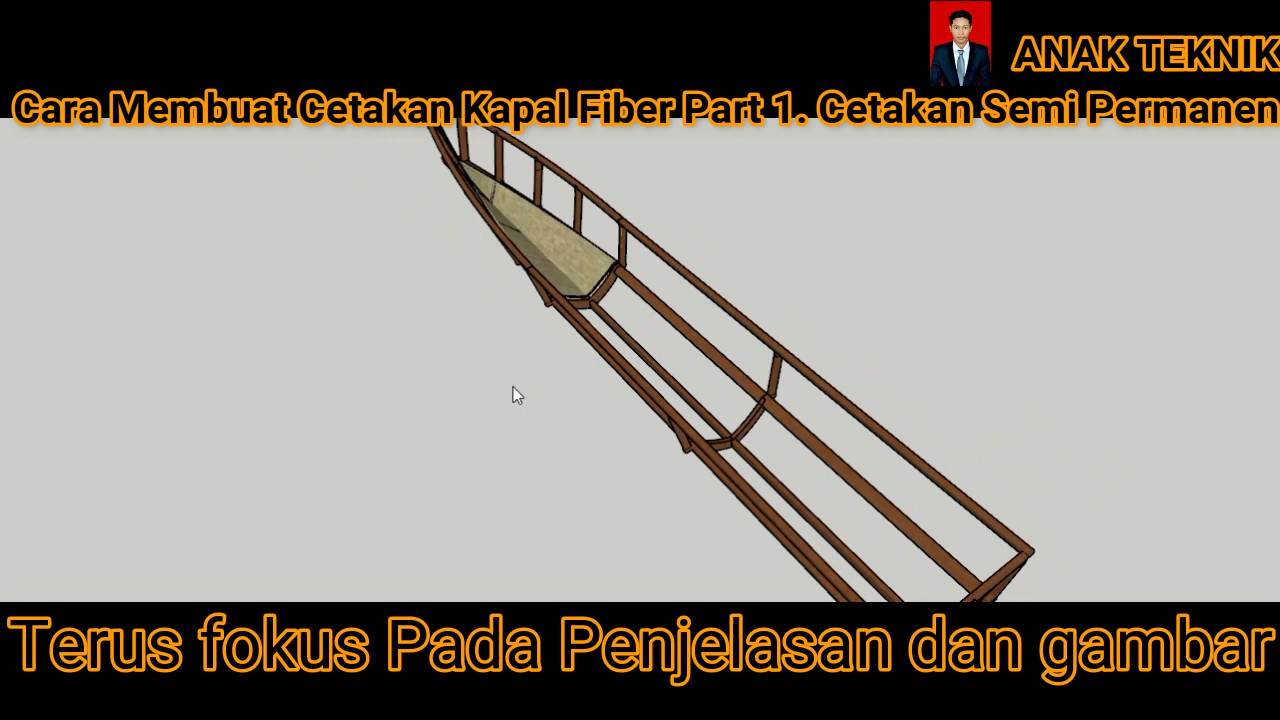 ANAK TEKNIK
Cara Membuat Cetakan Kapal Fiber Part 1. Cetakan Semi Permanen
Terus fokus Pada Penjelasan dan gambar